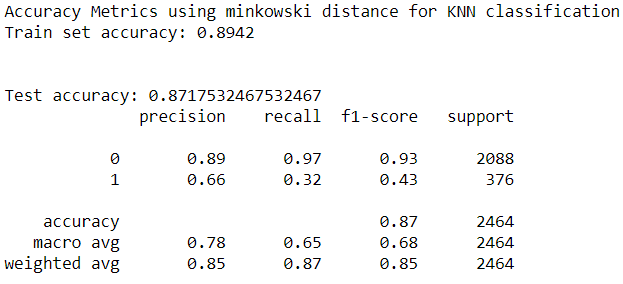 Accuracy Metrics using minkowski distance for KNN classification
Train set accuracy: 0.8942
Test accuracy: 0.8717532467532467
precision recall f1-score support
0 0.89 0.97 0.93 2088
1 0.66 0.32 0.43 376
accuracy 0.87 2464
macro avg 0.78 0.65 0.68 2464
weighted avg 0.85 0.87 0.85 2464